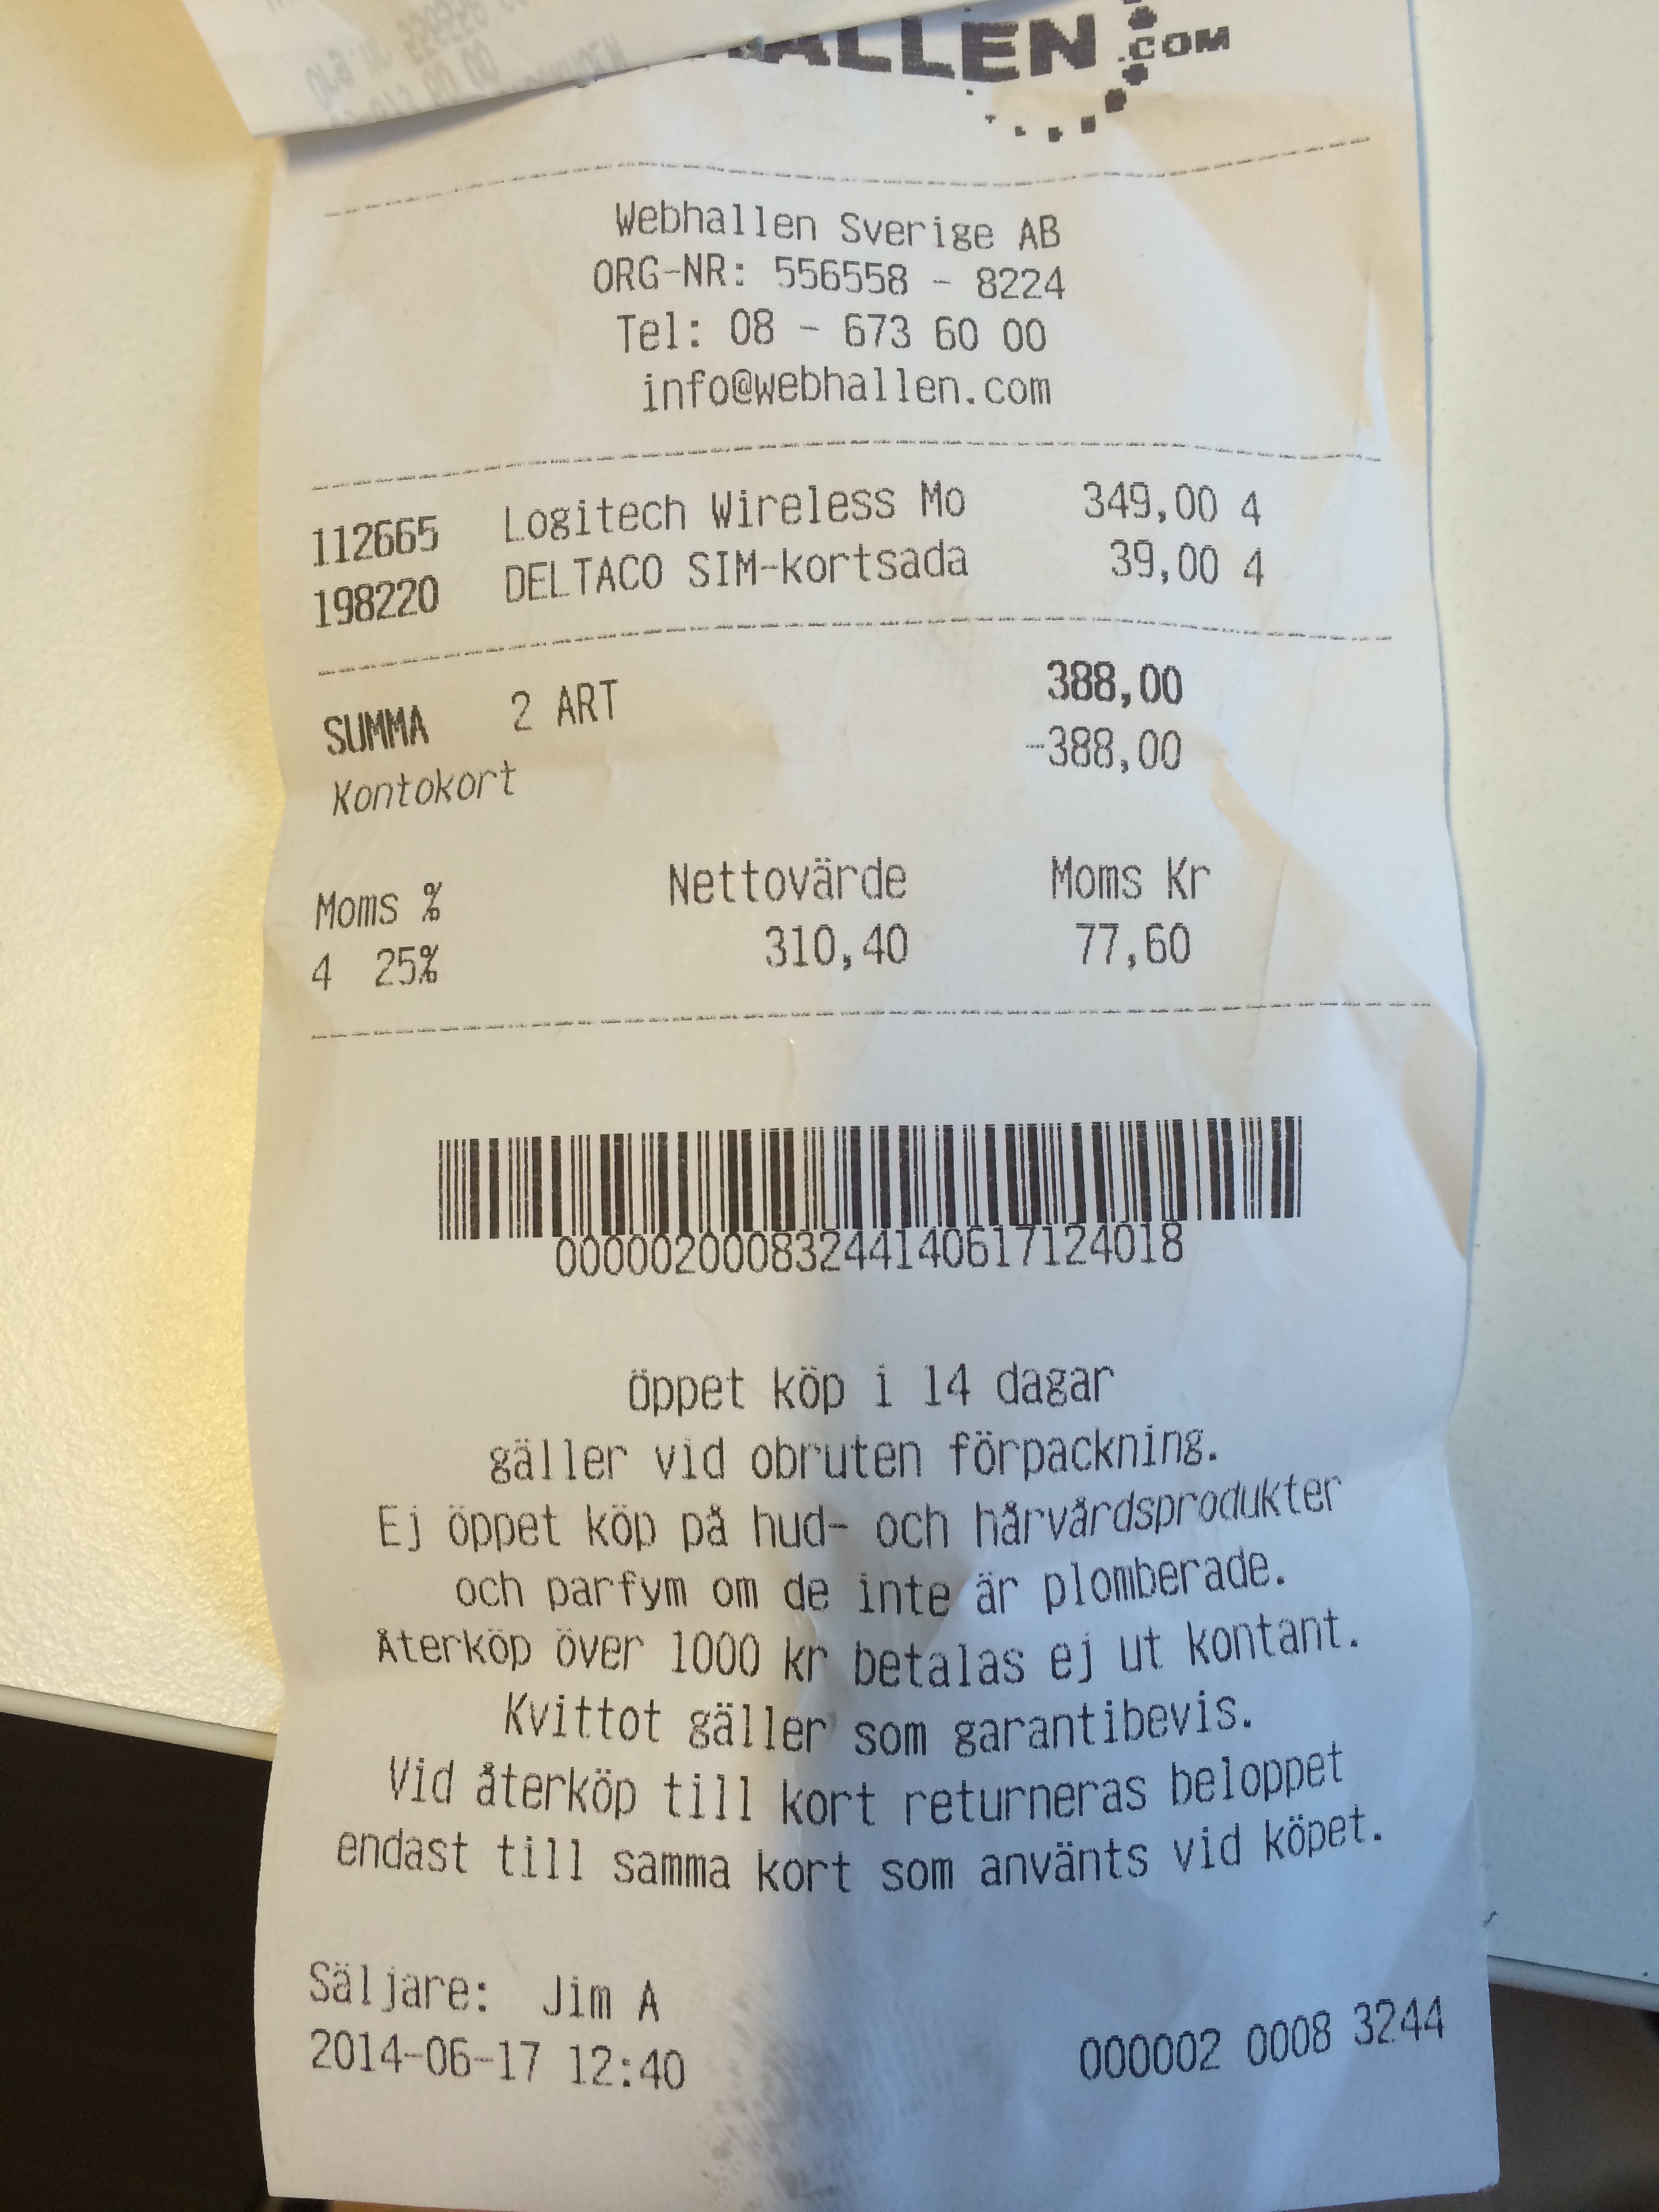 ALLEN.COM
Webhallen Sverige AB
ORG-NR: 556558 - 8224
Tel: 08 - 673 60 00
info@webhallen.com
112665 Logitech Wireless Mo 349,00 4
198220 DELTACO SIM-kortsada 39,00 4
SUMMA 2 ART 388,00
Kontokort -388,00
Moms % Nettovärde Moms Kr
4 25% 310,40 77,60
0000020008324414061712401​8
Öppet köp i 14 dagar
gäller vid obruten förpackning.
Ej öppet köp på hud- och hårvårdsprodukter
och parfym om de inte är plomberade.
Återköp över 1000 kr betalas ej ut kontant.
Kvittot gäller som garantibevis.
Vid återköp till kort returneras beloppet
endast till samma kort som använts vid köpet.
Säljare: Jim A
2014-06-17 12:40 000002 0008 3244